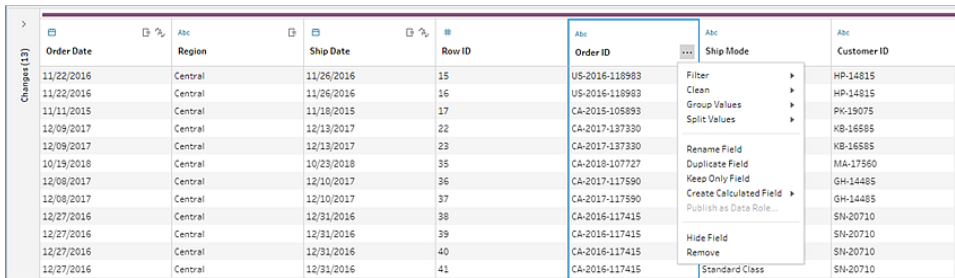 Abc Abc # Abc Abc Abc
Changes (13)
Order Date Region Ship Date Row ID Order ID ... Ship Mode Customer ID
11/22/2016 Central 11/26/2016 15 US-2016-118983 HP-14815
11/22/2016 Central 11/26/2016 16 US-2016-118983 HP-14815
11/11/2015 Central 11/18/2015 17 CA-2015-105893 PK-19075
12/09/2017 Central 12/13/2017 22 CA-2017-137330 KB-16585
12/09/2017 Central 12/13/2017 23 CA-2017-137330 KB-16585
10/19/2018 Central 10/23/2018 35 CA-2018-107727 MA-17560
12/08/2017 Central 12/10/2017 36 CA-2017-117590 GH-14485
12/08/2017 Central 12/10/2017 37 CA-2017-117590 GH-14485
12/27/2016 Central 12/31/2016 38 CA-2016-117415 SN-20710
12/27/2016 Central 12/31/2016 39 CA-2016-117415 SN-20710
12/27/2016 Central 12/31/2016 40 CA-2016-117415 SN-20710
12/27/2016 Central 12/31/2016 41 CA-2016-117415 Standard Class SN-20710
Filter
Clean
Group Values
Split Values
Rename Field
Duplicate Field
Keep Only Field
Create Calculated Field
Publish as Data Role...
Hide Field
Remove